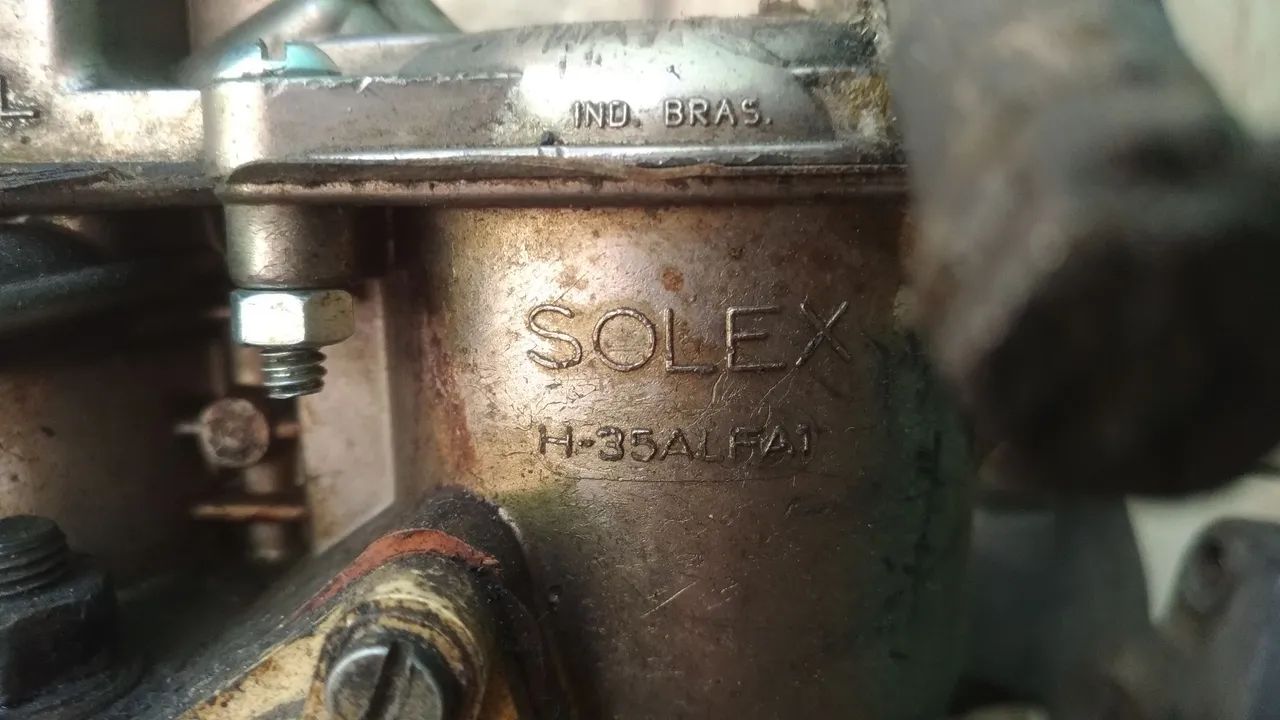 IND. BRAS.
SOLEX
H-35ALFA1